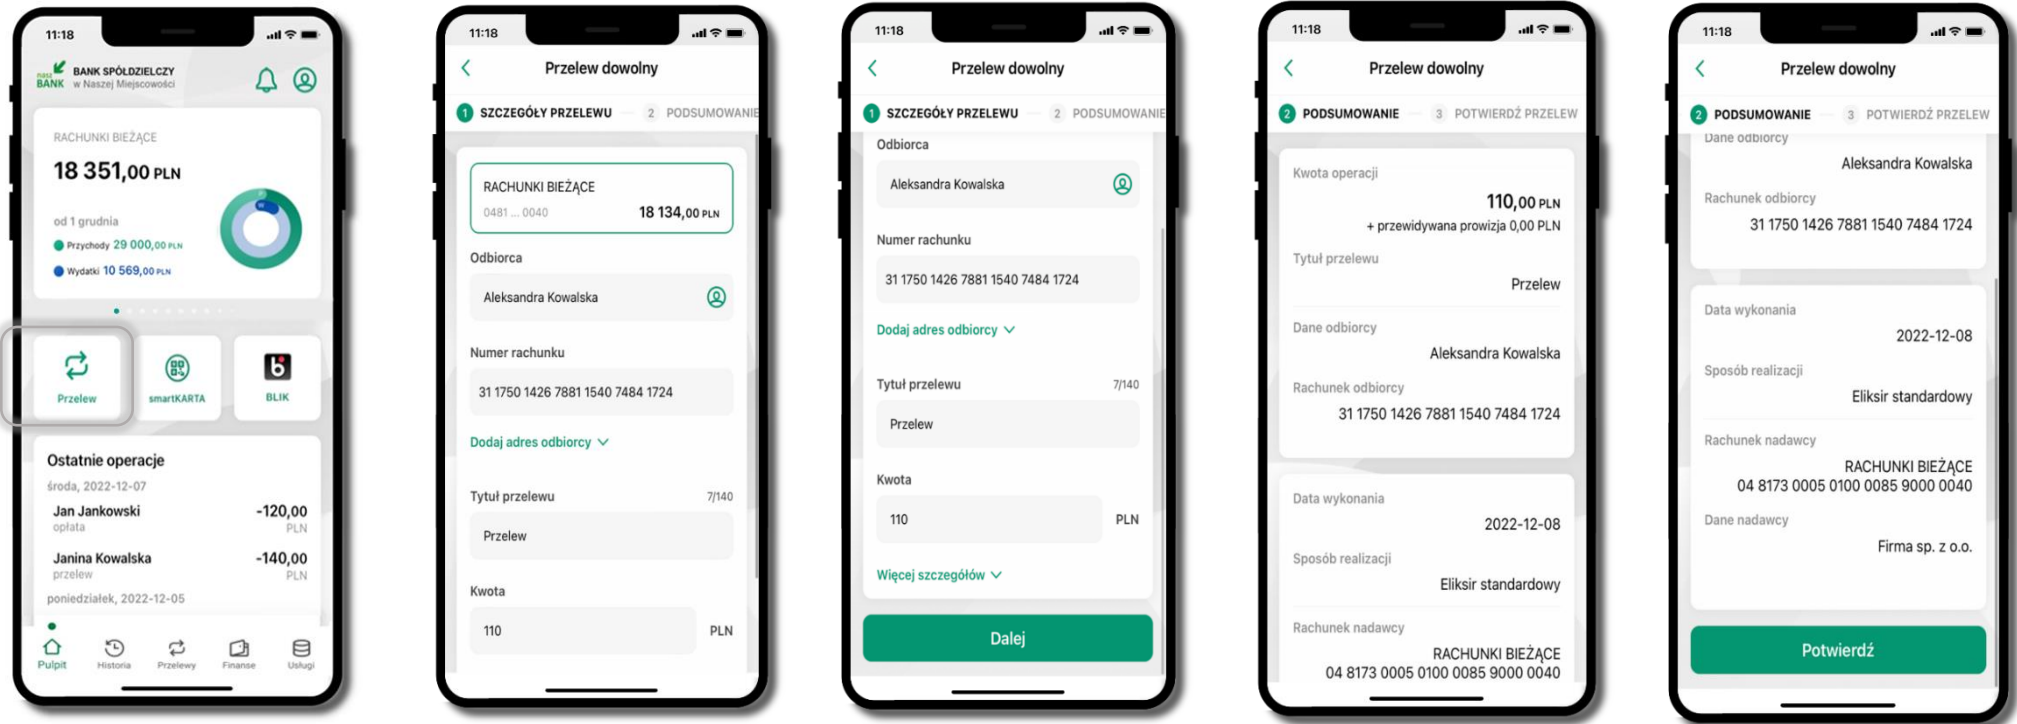 11:18
nasz BANK
BANK SPÓŁDZIELCZY
w Naszej Miejscowości
RACHUNKI BIEŻĄCE
18 351,00 PLN
od 1 grudnia
Przychody 29 000,00 PLN
Wydatki 10 569,00 PLN
Przelew
smartKARTA
BLIK
Ostatnie operacje
środa, 2022-12-07
Jan Jankowski -120,00
opłata PLN
Janina Kowalska -140,00
przelew PLN
poniedziałek, 2022-12-05
Pulpit Historia Przelewy Finanse Usługi
11:18
Przelew dowolny
1 SZCZEGÓŁY PRZELEWU 2 PODSUMOWANIE
RACHUNKI BIEŻĄCE
0481 ... 0040 18 134,00 PLN
Odbiorca
Aleksandra Kowalska
Numer rachunku
31 1750 1426 7881 1540 7484 1724
Dodaj adres odbiorcy
Tytuł przelewu 7/140
Przelew
Kwota
110 PLN
11:18
Przelew dowolny
1 SZCZEGÓŁY PRZELEWU 2 PODSUMOWANIE
Odbiorca
Aleksandra Kowalska
Numer rachunku
31 1750 1426 7881 1540 7484 1724
Dodaj adres odbiorcy
Tytuł przelewu 7/140
Przelew
Kwota
110 PLN
Więcej szczegółów
Dalej
11:18
Przelew dowolny
2 PODSUMOWANIE 3 POTWIERDŹ PRZELEW
Kwota operacji
110,00 PLN
+ przewidywana prowizja 0,00 PLN
Tytuł przelewu
Przelew
Dane odbiorcy
Aleksandra Kowalska
Rachunek odbiorcy
31 1750 1426 7881 1540 7484 1724
Data wykonania
2022-12-08
Sposób realizacji
Eliksir standardowy
Rachunek nadawcy
RACHUNKI BIEŻĄCE
04 8173 0005 0100 0085 9000 0040
11:18
Przelew dowolny
2 PODSUMOWANIE 3 POTWIERDŹ PRZELEW
Dane odbiorcy
Aleksandra Kowalska
Rachunek odbiorcy
31 1750 1426 7881 1540 7484 1724
Data wykonania
2022-12-08
Sposób realizacji
Eliksir standardowy
Rachunek nadawcy
RACHUNKI BIEŻĄCE
04 8173 0005 0100 0085 9000 0040
Dane nadawcy
Firma sp. z o.o.
Potwierdź